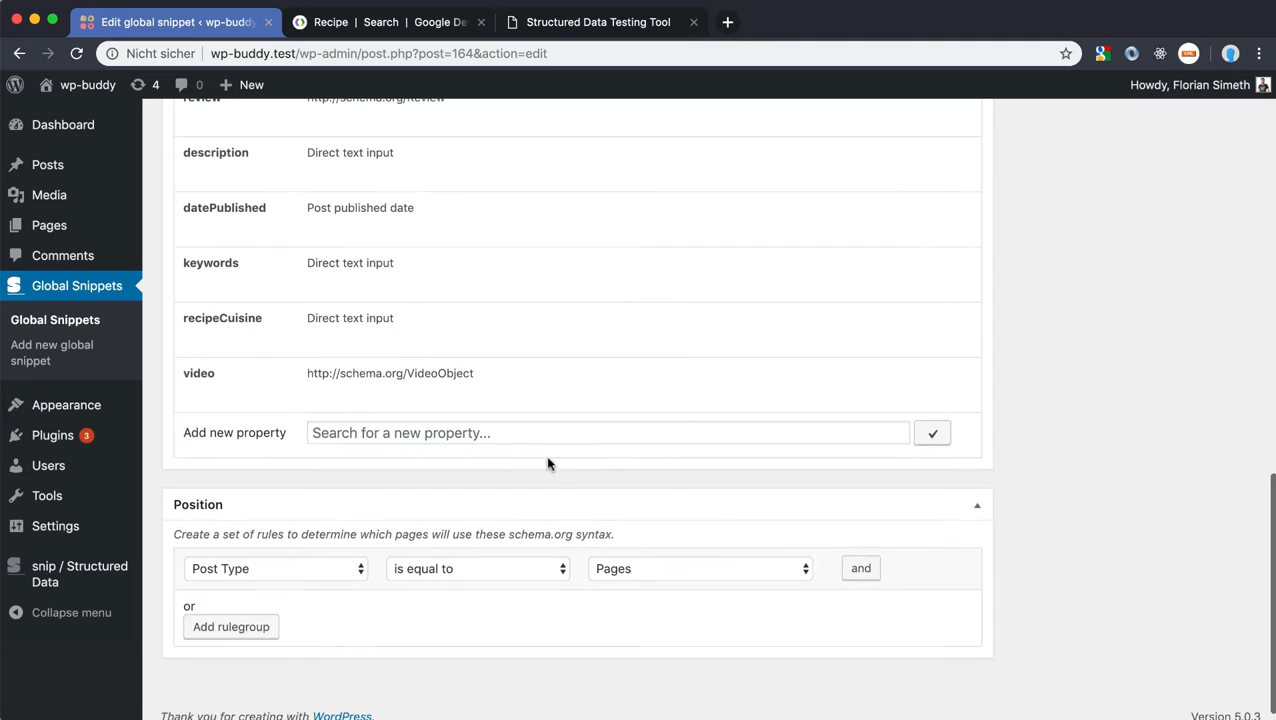 Edit global snippet ‹ wp-buddy
Recipe | Search | Google De
Structured Data Testing Tool
Nicht sicher
wp-buddy.test/wp-admin/post.php?post=164&action=edit
wp-buddy
4
0
New
Howdy, Florian Simeth
Dashboard
Posts
Media
Pages
Comments
Global Snippets
Global Snippets
Add new global
snippet
Appearance
Plugins 3
Users
Tools
Settings
snip / Structured
Data
Collapse menu
review http://schema.org/Review
description Direct text input
datePublished Post published date
keywords Direct text input
recipeCuisine Direct text input
video http://schema.org/VideoObject
Add new property Search for a new property...
Position
Create a set of rules to determine which pages will use these schema.org syntax.
Post Type is equal to Pages and
or
Add rulegroup
Thank you for creating with WordPress.
Version 5.0.3